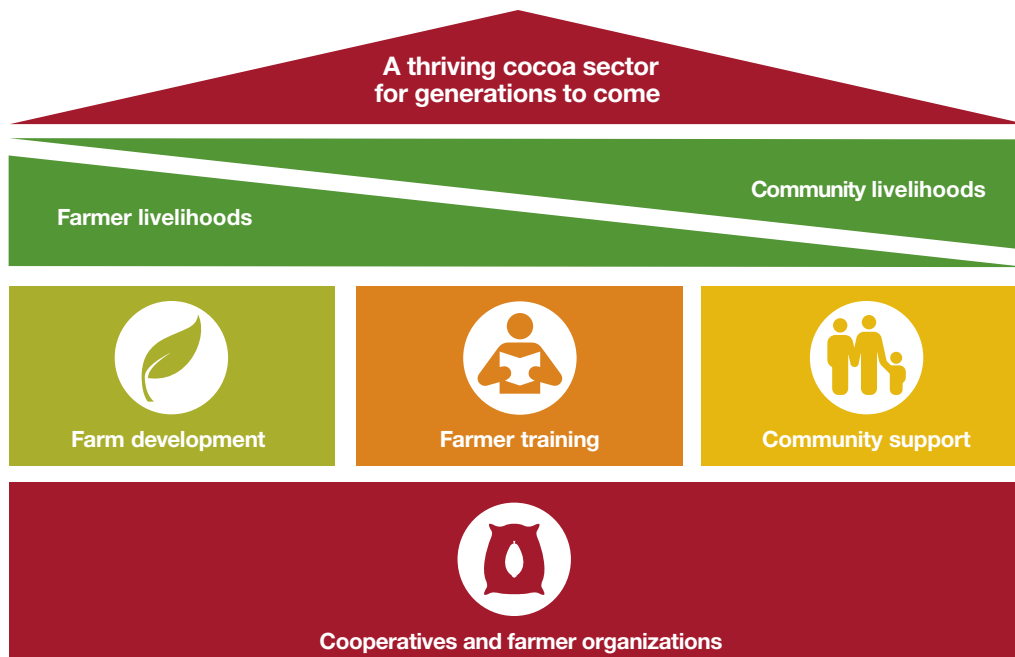 A thriving cocoa sector
for generations to come
Community livelihoods
Farmer livelihoods
Farm development
Farmer training
Community support
Cooperatives and farmer organizations